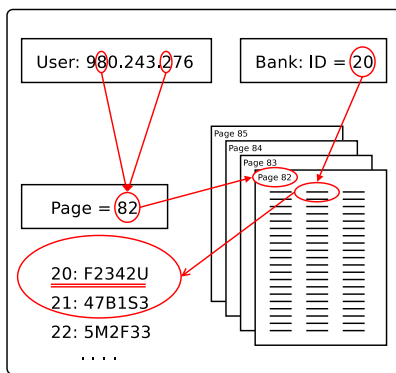 User: 980.243.276
Bank: ID = 20
Page 85
Page 84
Page 83
Page 82
Page = 82
20: F2342U
21: 47B1S3
22: 5M2F33
. . . .